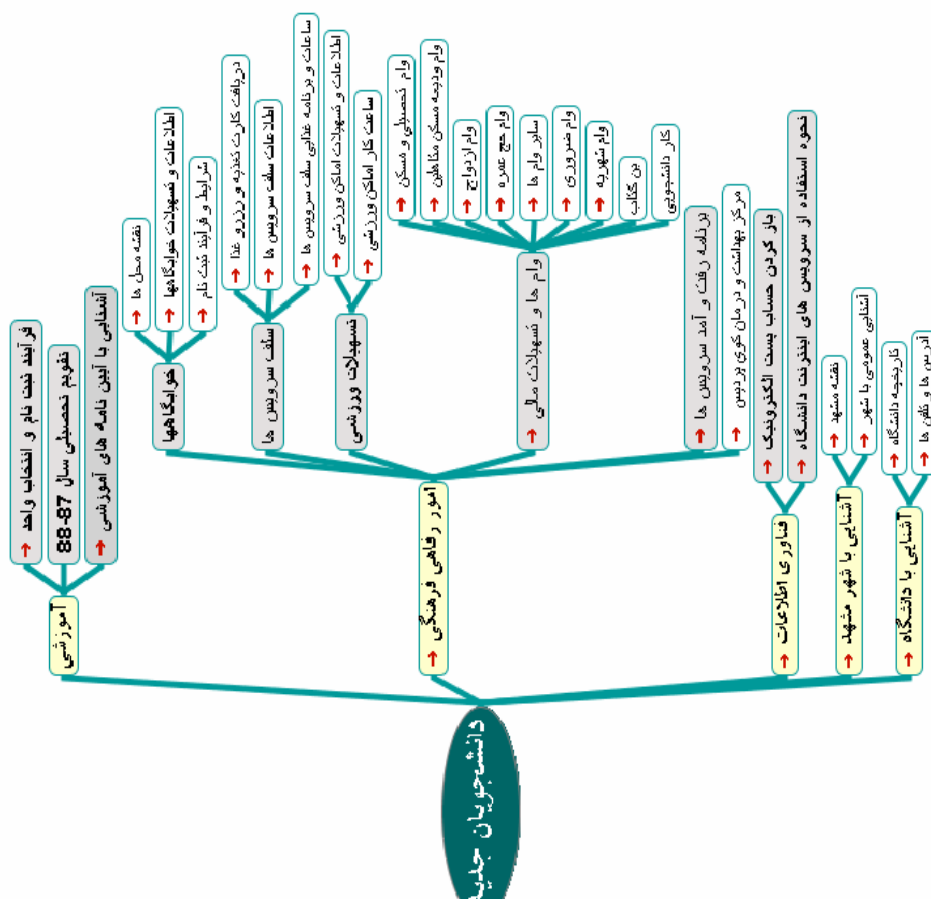 دانشجویان جدید
آموزشی
فرآیند ثبت نام و انتخاب واحد
تقویم تحصیلی سال 87-88
آشنایی با آیین نامه های آموزشی
امور رفاهی فرهنگی
خوابگاهها
نقشه محل ها
اطلاعات و تسهیلات خوابگاهها
شرایط و فرآیند ثبت نام
سلف سرویس ها
دریافت کارت تغذیه و رزرو غذا
اطلاعات سلف سرویس ها
ساعات و برنامه غذایی سلف سرویس ها
تسهیلات ورزشی
اطلاعات و تسهیلات اماکن ورزشی
ساعت کار اماکن ورزشی
وام ها و تسهیلات مالی
وام تحصیلی و مسکن
وام ودیعه مسکن متاهلین
وام ازدواج
وام حج عمره
سایر وام ها
وام ضروری
وام شهریه
بن کتاب
کار دانشجویی
برنامه رفت و آمد سرویس ها
مرکز بهداشت و درمان کوی پردیس
فناوری اطلاعات
باز کردن حساب پست الکترونیک
نحوه استفاده از سرویس های اینترنت دانشگاه
آشنایی با شهر مشهد
نقشه مشهد
آشنایی عمومی با شهر
آشنایی با دانشگاه
تاریخچه دانشگاه
آدرس ها و تلفن ها